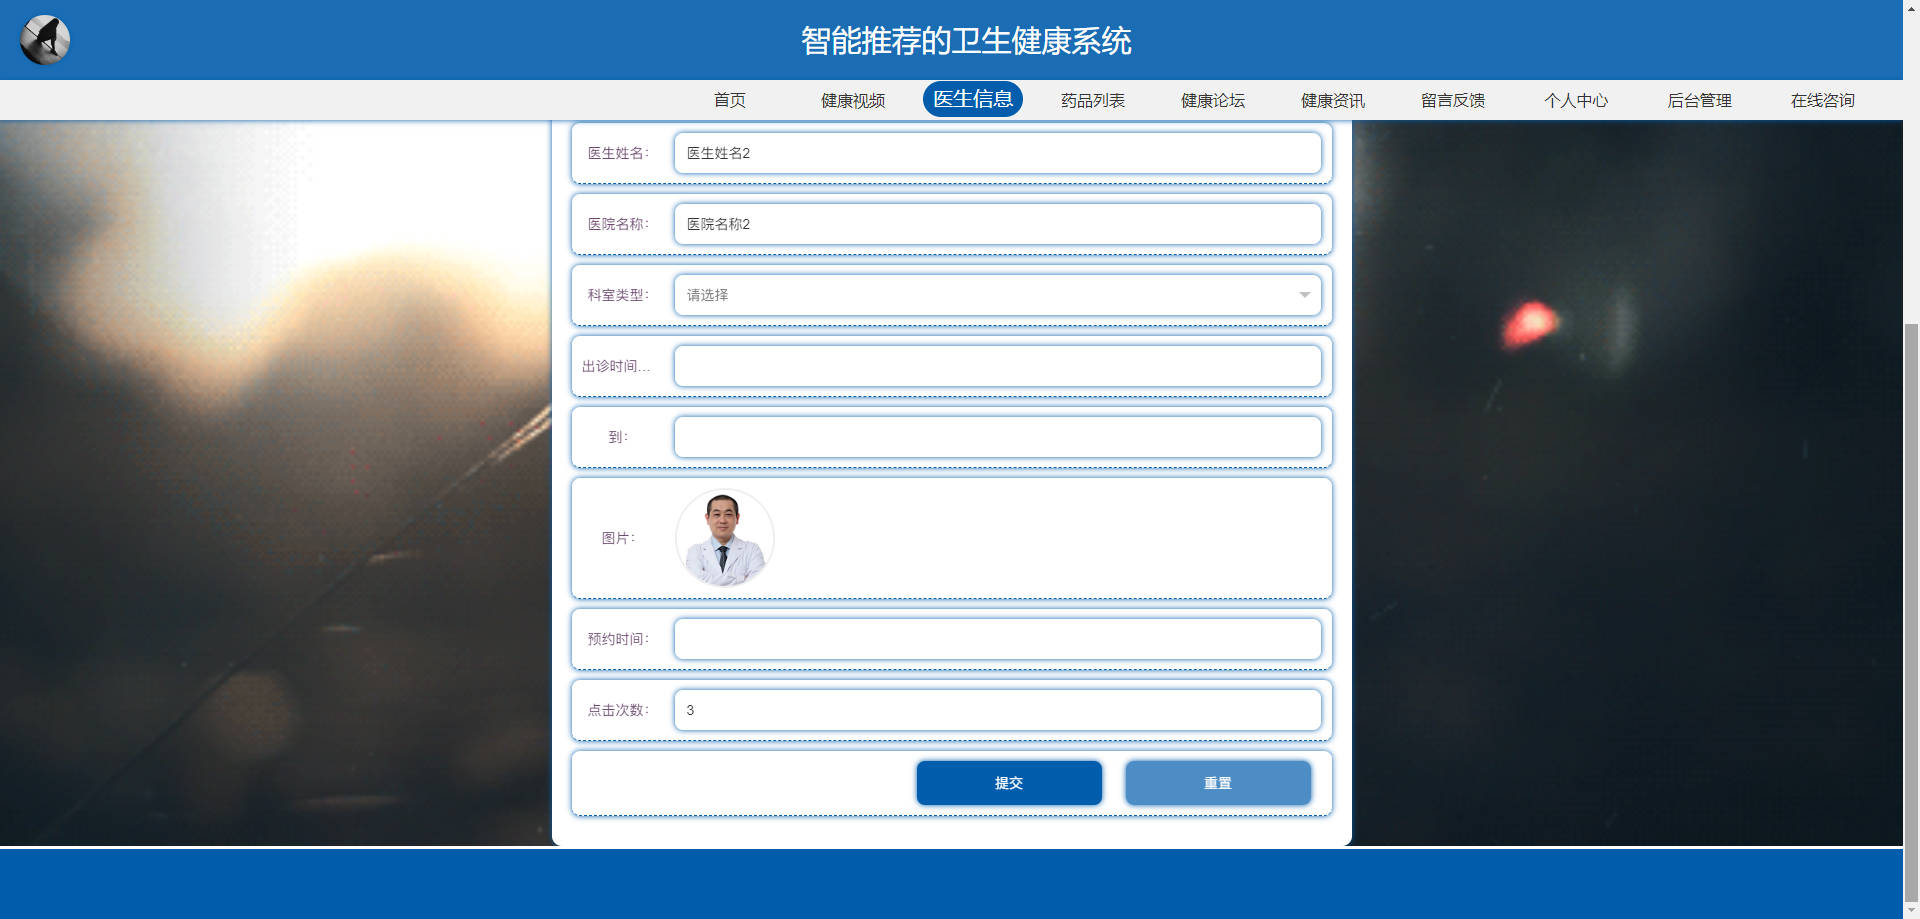 智能推荐的卫生健康系统
首页 健康视频 医生信息 药品列表 健康论坛 健康资讯 留言反馈 个人中心 后台管理 在线咨询
医生姓名： 医生姓名2
医院名称： 医院名称2
科室类型： 请选择
出诊时间...
到：
图片：
预约时间：
点击次数： 3
提交 重置